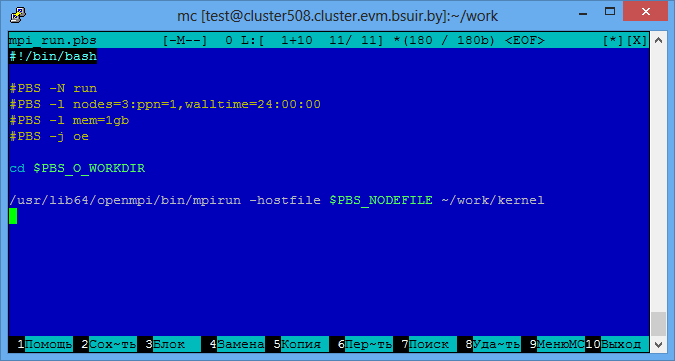 mc [test@cluster508.cluster.evm.bsuir.by]:~/work
mpi_run.pbs [-M--] 0 L:[ 1+10 11/ 11] *(180 / 180b) <EOF> [*][X]
#!/bin/bash
#PBS -N run
#PBS -l nodes=3:ppn=1,walltime=24:00:00
#PBS -l mem=1gb
#PBS -j oe
cd $PBS_O_WORKDIR
/usr/lib64/openmpi/bin/mpirun -hostfile $PBS_NODEFILE ~/work/kernel
1Помощь 2Сох~ть 3Блок 4Замена 5Копия 6Пер~ть 7Поиск 8Уда~ть 9МенюMC 10Выход